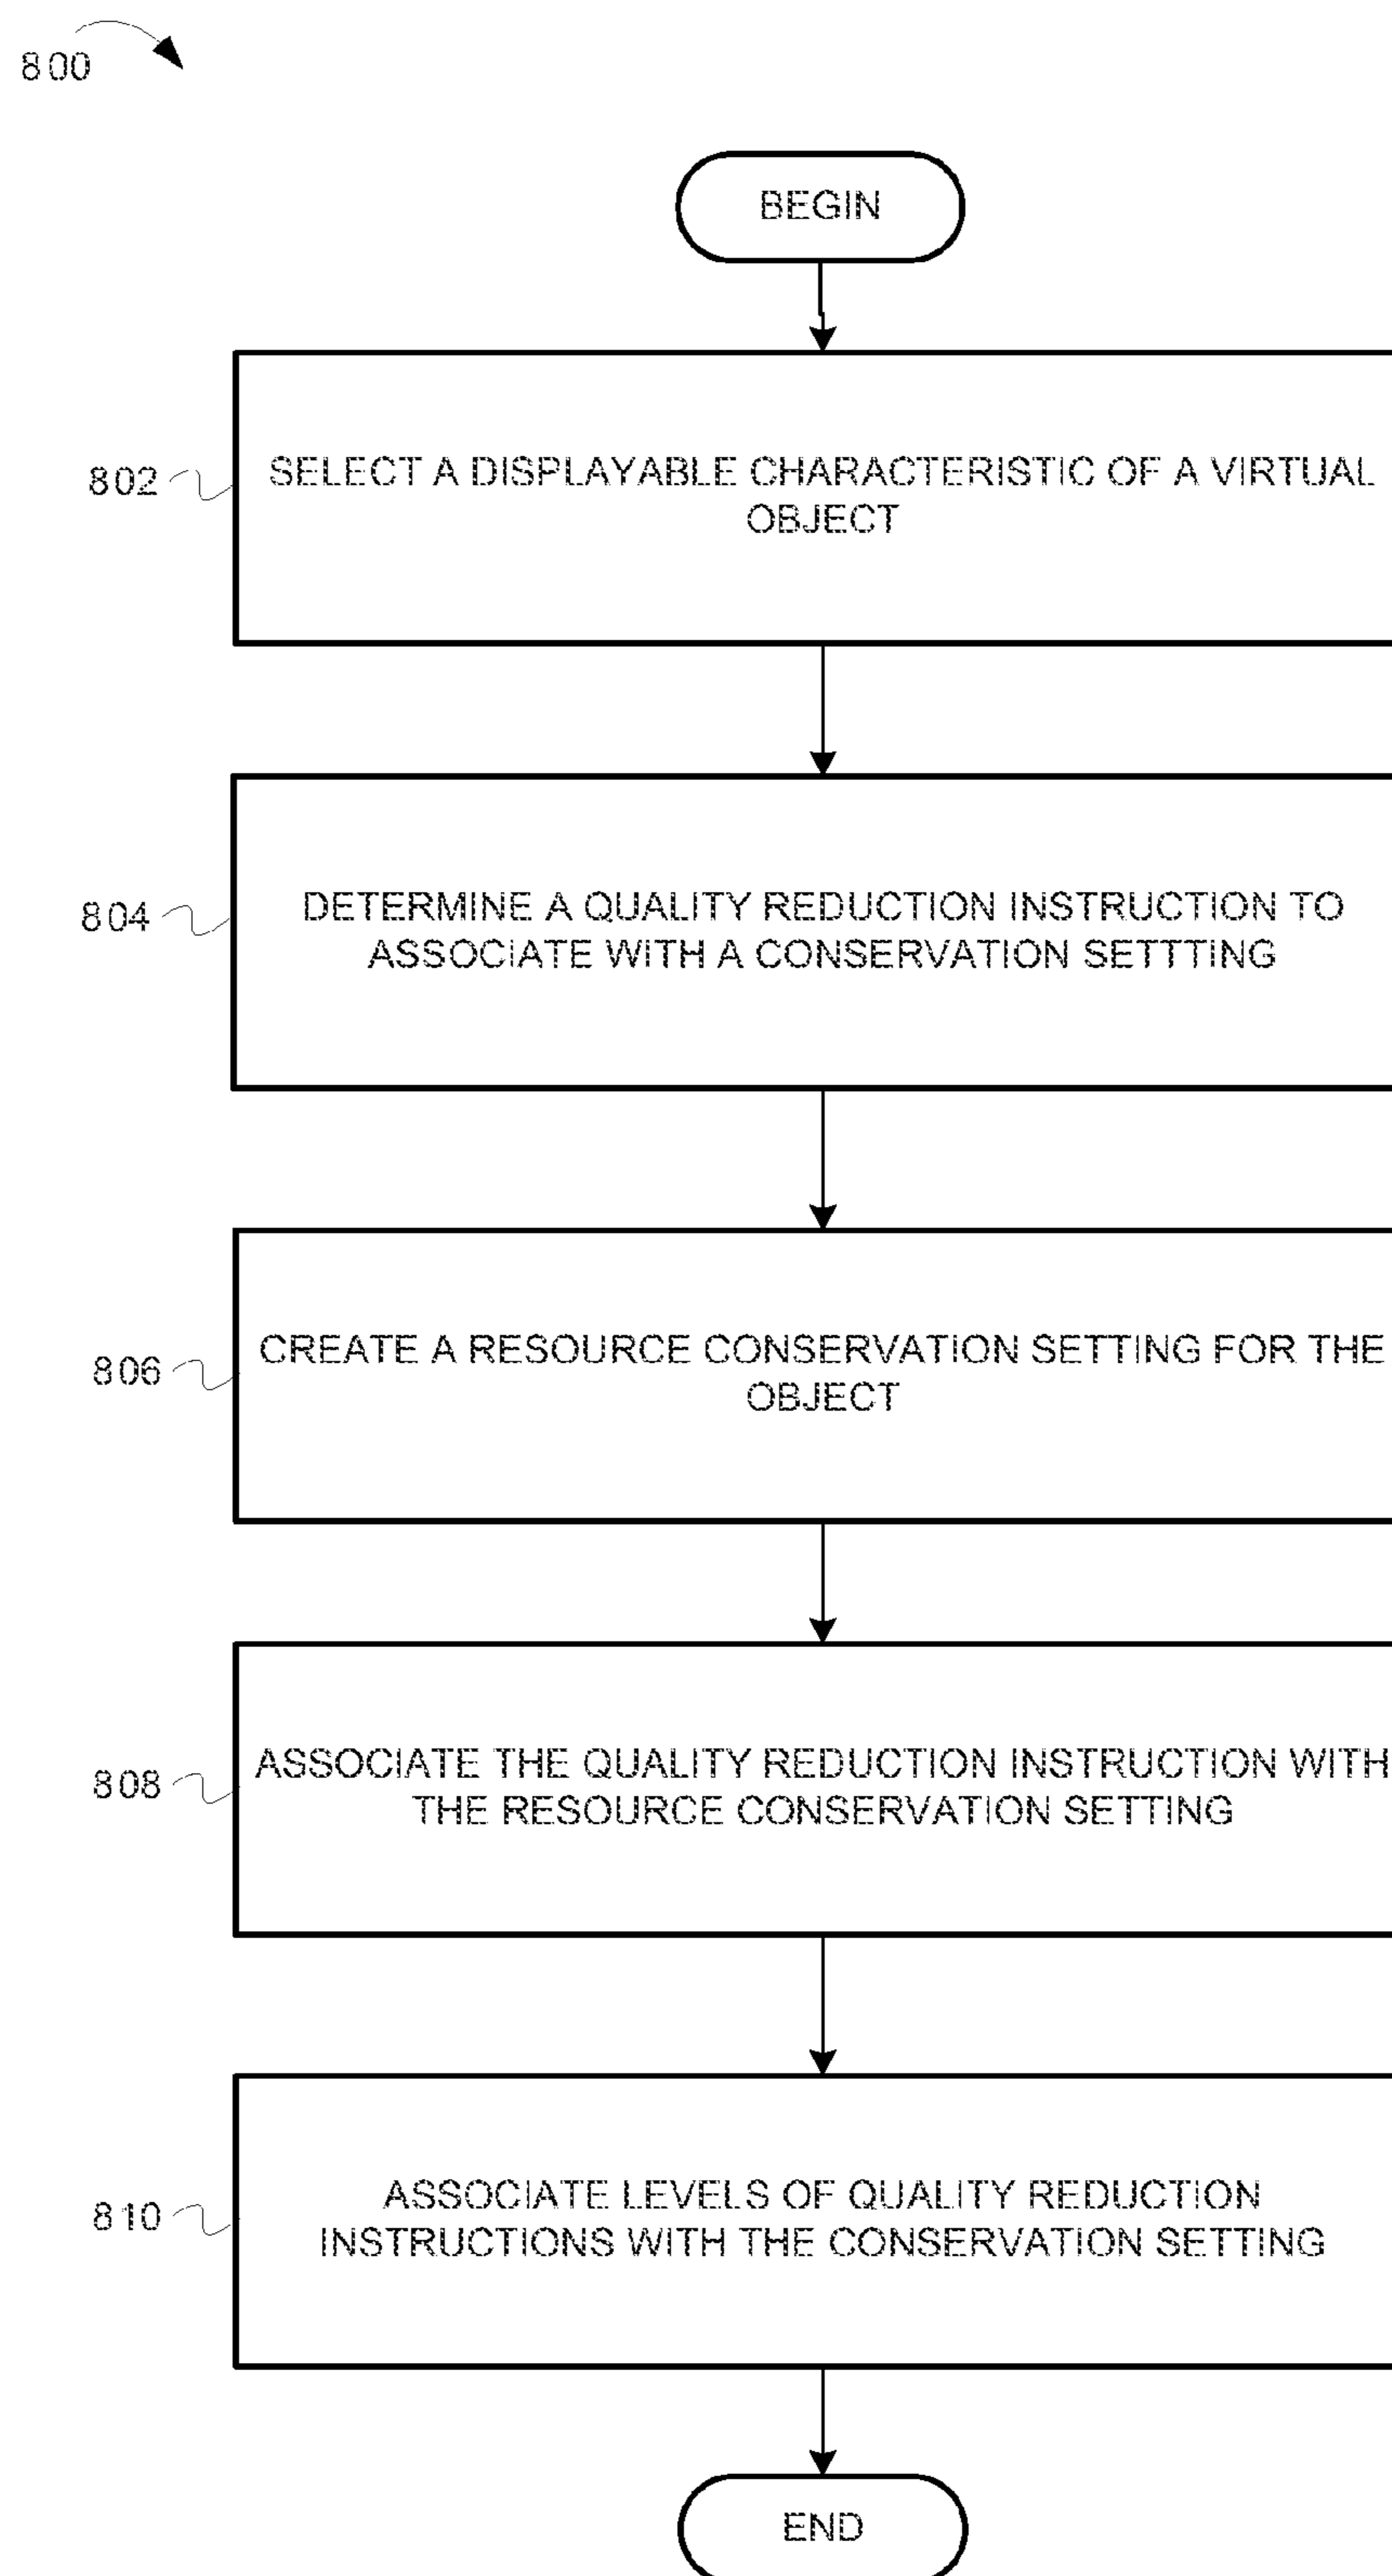 800
BEGIN
802
SELECT A DISPLAYABLE CHARACTERISTIC OF A VIRTUAL
OBJECT
804
DETERMINE A QUALITY REDUCTION INSTRUCTION TO
ASSOCIATE WITH A CONSERVATION SETTTING
806
CREATE A RESOURCE CONSERVATION SETTING FOR THE
OBJECT
808
ASSOCIATE THE QUALITY REDUCTION INSTRUCTION WITH
THE RESOURCE CONSERVATION SETTING
810
ASSOCIATE LEVELS OF QUALITY REDUCTION
INSTRUCTIONS WITH THE CONSERVATION SETTING
END